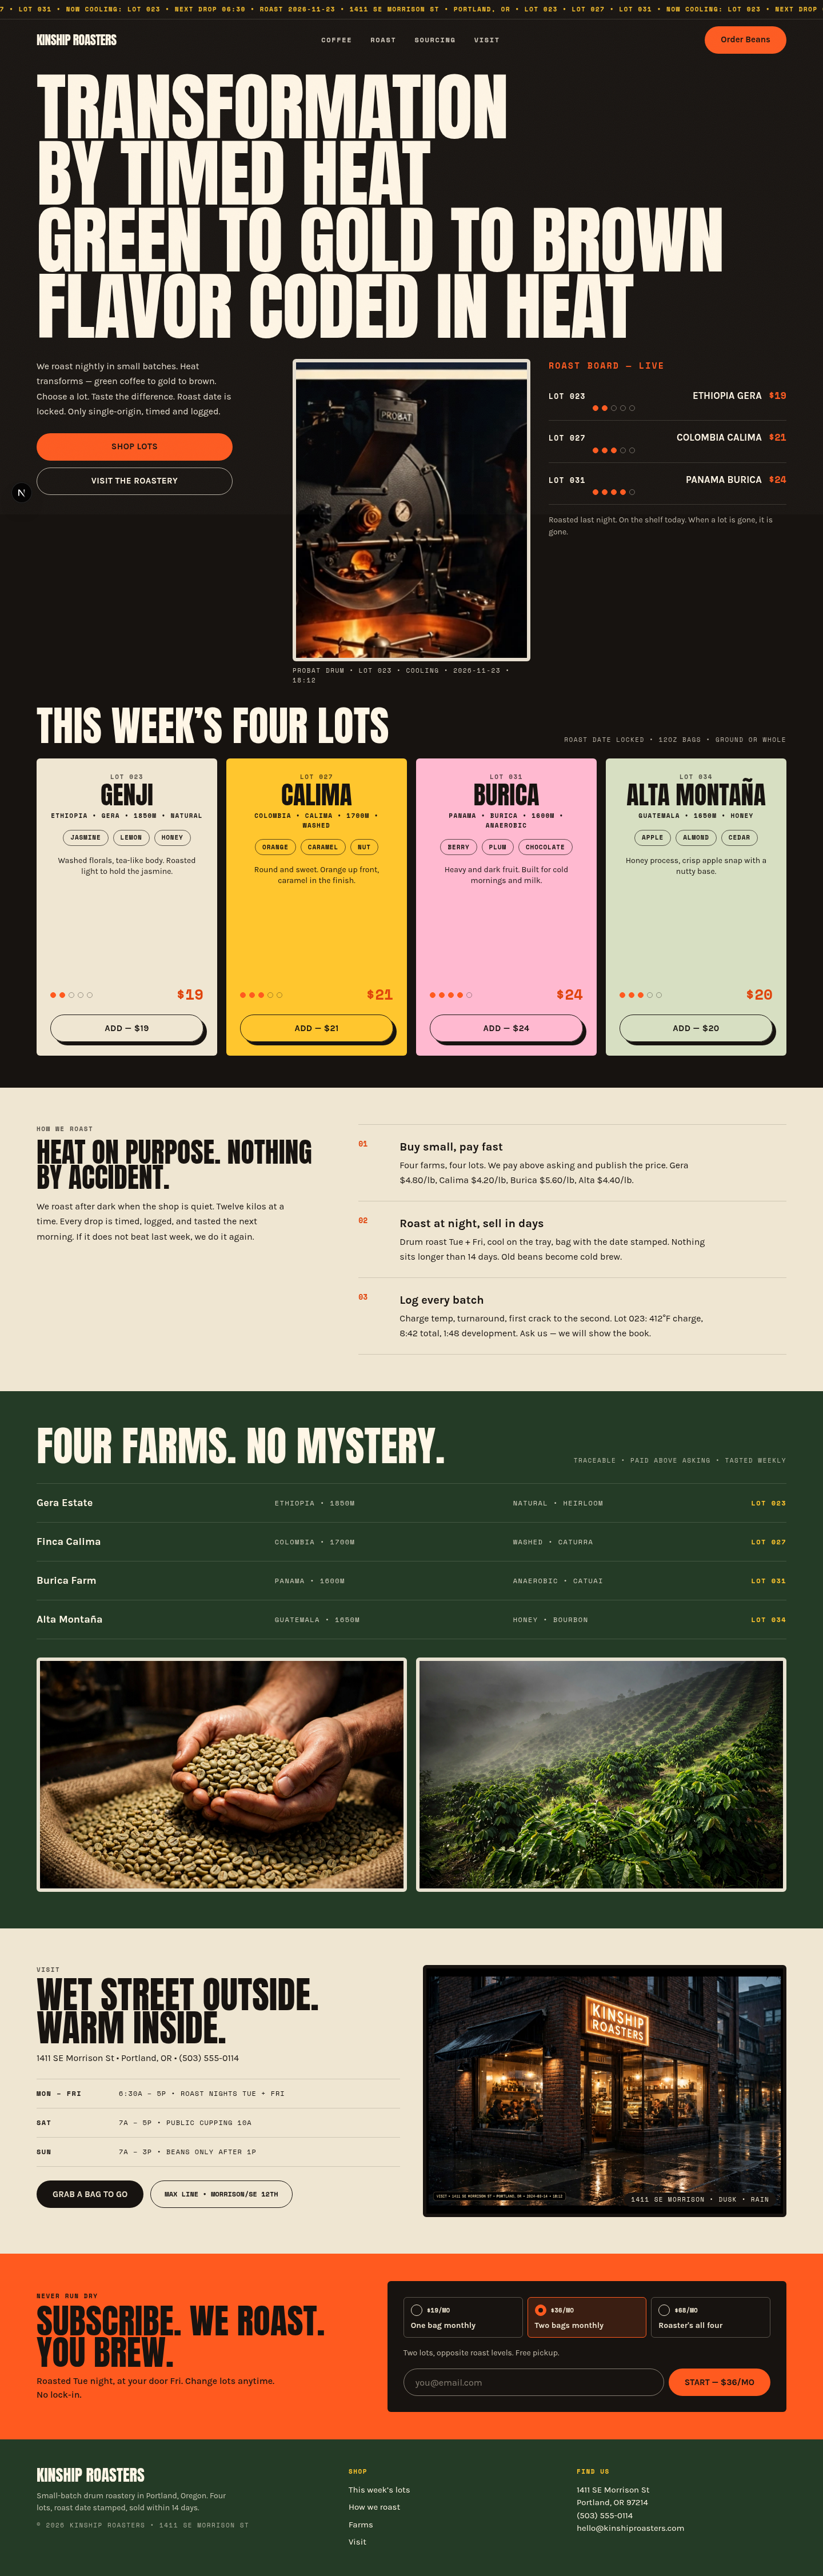 7 • LOT 031 • NOW COOLING: LOT 023 • NEXT DROP 06:30 • ROAST 2026-11-23 • 1411 SE MORRISON ST • PORTLAND, OR • LOT 023 • LOT 027 • LOT 031 • NOW COOLING: LOT 023 • NEXT DROP
KINSHIP ROASTERS
COFFEE ROAST SOURCING VISIT
Order Beans
TRANSFORMATION
BY TIMED HEAT
GREEN TO GOLD TO BROWN
FLAVOR CODED IN HEAT
We roast nightly in small batches. Heat
transforms — green coffee to gold to brown.
Choose a lot. Taste the difference. Roast date is
locked. Only single-origin, timed and logged.
SHOP LOTS
VISIT THE ROASTERY
N
PROBAT
PROBAT DRUM • LOT 023 • COOLING • 2026-11-23 •
18:12
ROAST BOARD — LIVE
LOT 023 ETHIOPIA GERA $19
LOT 027 COLOMBIA CALIMA $21
LOT 031 PANAMA BURICA $24
Roasted last night. On the shelf today. When a lot is gone, it is
gone.
THIS WEEK’S FOUR LOTS
ROAST DATE LOCKED • 12OZ BAGS • GROUND OR WHOLE
LOT 023
GENJI
ETHIOPIA • GERA • 1850M • NATURAL
JASMINE LEMON HONEY
Washed florals, tea-like body. Roasted
light to hold the jasmine.
$19
ADD — $19
LOT 027
CALIMA
COLOMBIA • CALIMA • 1700M •
WASHED
ORANGE CARAMEL NUT
Round and sweet. Orange up front,
caramel in the finish.
$21
ADD — $21
LOT 031
BURICA
PANAMA • BURICA • 1600M •
ANAEROBIC
BERRY PLUM CHOCOLATE
Heavy and dark fruit. Built for cold
mornings and milk.
$24
ADD — $24
LOT 034
ALTA MONTAÑA
GUATEMALA • 1650M • HONEY
APPLE ALMOND CEDAR
Honey process, crisp apple snap with a
nutty base.
$20
ADD — $20
HOW WE ROAST
HEAT ON PURPOSE. NOTHING
BY ACCIDENT.
We roast after dark when the shop is quiet. Twelve kilos at a
time. Every drop is timed, logged, and tasted the next
morning. If it does not beat last week, we do it again.
01
Buy small, pay fast
Four farms, four lots. We pay above asking and publish the price. Gera
$4.80/lb, Calima $4.20/lb, Burica $5.60/lb, Alta $4.40/lb.
02
Roast at night, sell in days
Drum roast Tue + Fri, cool on the tray, bag with the date stamped. Nothing
sits longer than 14 days. Old beans become cold brew.
03
Log every batch
Charge temp, turnaround, first crack to the second. Lot 023: 412°F charge,
8:42 total, 1:48 development. Ask us — we will show the book.
FOUR FARMS. NO MYSTERY.
TRACEABLE • PAID ABOVE ASKING • TASTED WEEKLY
Gera Estate ETHIOPIA • 1850M NATURAL • HEIRLOOM LOT 023
Finca Calima COLOMBIA • 1700M WASHED • CATURRA LOT 027
Burica Farm PANAMA • 1600M ANAEROBIC • CATUAI LOT 031
Alta Montaña GUATEMALA • 1650M HONEY • BOURBON LOT 034
VISIT
WET STREET OUTSIDE.
WARM INSIDE.
1411 SE Morrison St • Portland, OR • (503) 555-0114
MON – FRI 6:30A – 5P • ROAST NIGHTS TUE + FRI
SAT 7A – 5P • PUBLIC CUPPING 10A
SUN 7A – 3P • BEANS ONLY AFTER 1P
GRAB A BAG TO GO
MAX LINE • MORRISON/SE 12TH
KINSHIP
ROASTERS
1411 SE MORRISON • DUSK • RAIN
NEVER RUN DRY
SUBSCRIBE. WE ROAST.
YOU BREW.
Roasted Tue night, at your door Fri. Change lots anytime.
No lock-in.
$19/MO
One bag monthly
$36/MO
Two bags monthly
$68/MO
Roaster's all four
Two lots, opposite roast levels. Free pickup.
you@email.com
START — $36/MO
KINSHIP ROASTERS
Small-batch drum roastery in Portland, Oregon. Four
lots, roast date stamped, sold within 14 days.
© 2026 KINSHIP ROASTERS • 1411 SE MORRISON ST
SHOP
This week’s lots
How we roast
Farms
Visit
FIND US
1411 SE Morrison St
Portland, OR 97214
(503) 555-0114
hello@kinshiproasters.com